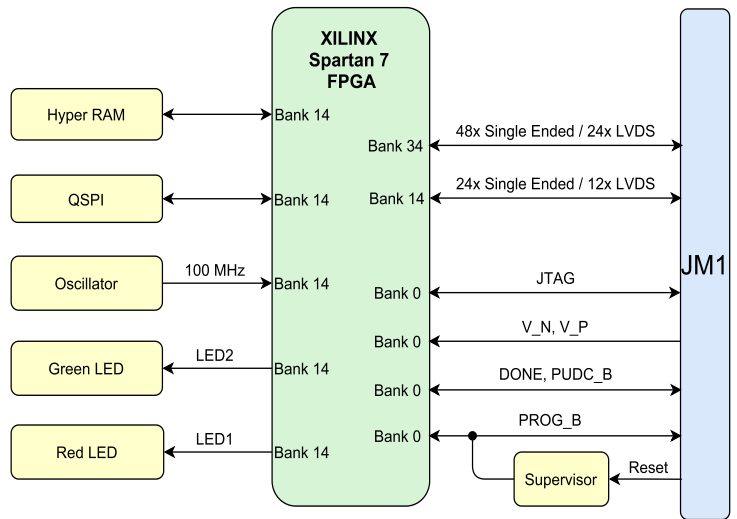 XILINX
Spartan 7
FPGA
Hyper RAM
Bank 14
48x Single Ended / 24x LVDS
Bank 34
QSPI
Bank 14
24x Single Ended / 12x LVDS
Bank 14
Oscillator
100 MHz
Bank 14
JTAG
Bank 0
JM1
V_N, V_P
Bank 0
Green LED
LED2
Bank 14
DONE, PUDC_B
Bank 0
PROG_B
Bank 0
Red LED
LED1
Bank 14
Supervisor
Reset